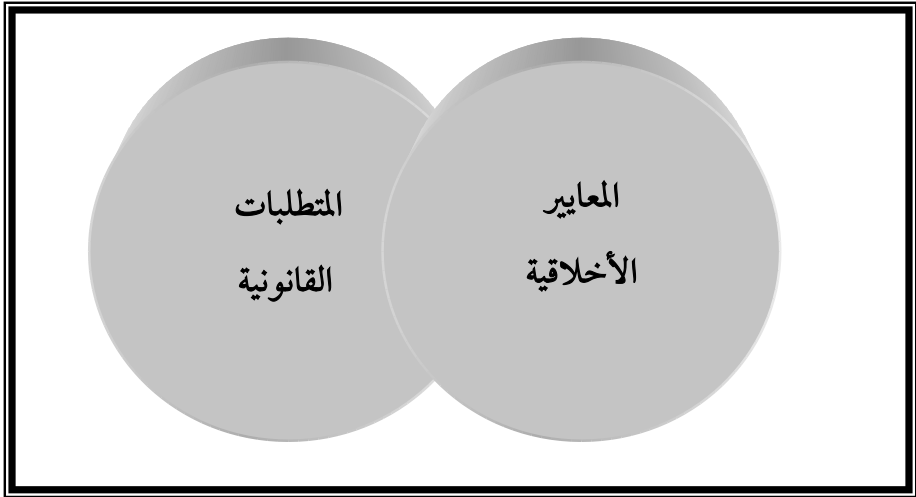 المعايير
الأخلاقية
المتطلبات
القانونية